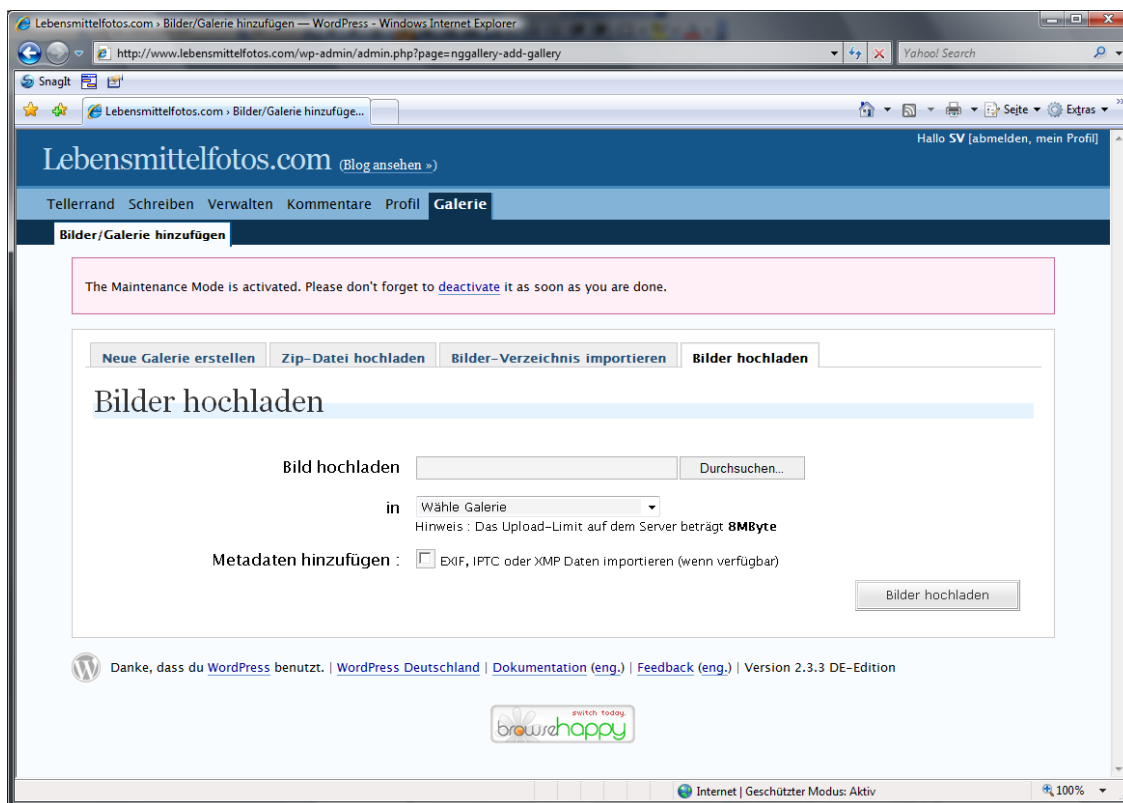 Lebensmittelfotos.com › Bilder/Galerie hinzufügen — WordPress - Windows Internet Explorer
http://www.lebensmittelfotos.com/wp-admin/admin.php?page=nggallery-add-gallery
Yahoo! Search
SnagIt
Lebensmittelfotos.com › Bilder/Galerie hinzufüge...
Seite
Extras
Hallo SV [abmelden, mein Profil]
Lebensmittelfotos.com (Blog ansehen »)
Tellerrand Schreiben Verwalten Kommentare Profil Galerie
Bilder/Galerie hinzufügen
The Maintenance Mode is activated. Please don't forget to deactivate it as soon as you are done.
Neue Galerie erstellen Zip-Datei hochladen Bilder-Verzeichnis importieren Bilder hochladen
Bilder hochladen
Bild hochladen Durchsuchen...
in Wähle Galerie
Hinweis : Das Upload-Limit auf dem Server beträgt 8MByte
Metadaten hinzufügen : EXIF, IPTC oder XMP Daten importieren (wenn verfügbar)
Bilder hochladen
Danke, dass du WordPress benutzt. | WordPress Deutschland | Dokumentation (eng.) | Feedback (eng.) | Version 2.3.3 DE-Edition
switch today.
browsehappy
Internet | Geschützter Modus: Aktiv
100%